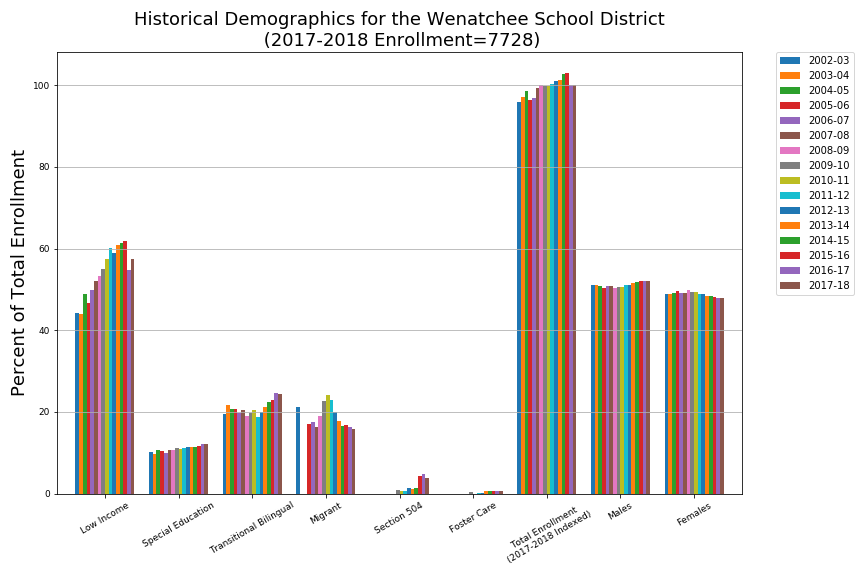 Historical Demographics for the Wenatchee School District
(2017-2018 Enrollment=7728)
Percent of Total Enrollment
100
80
60
40
20
0
Low Income
Special Education
Transitional Bilingual
Migrant
Section 504
Foster Care
Total Enrollment
(2017-2018 Indexed)
Males
Females
2002-03
2003-04
2004-05
2005-06
2006-07
2007-08
2008-09
2009-10
2010-11
2011-12
2012-13
2013-14
2014-15
2015-16
2016-17
2017-18